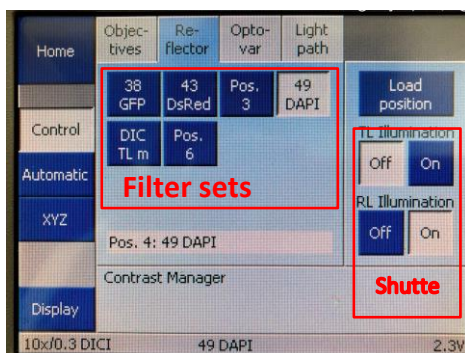 Home
Objec-
tives
Re-
flector
Opto-
var
Light
path
38
GFP
43
DsRed
Pos.
3
49
DAPI
Load
position
Control
DIC
TL m
Pos.
6
TL Illumination
Off
On
Automatic
Filter sets
RL Illumination
Off
On
XYZ
Pos. 4: 49 DAPI
Contrast Manager
Shutte
Display
10x/0.3 DICI
49 DAPI
2.3V